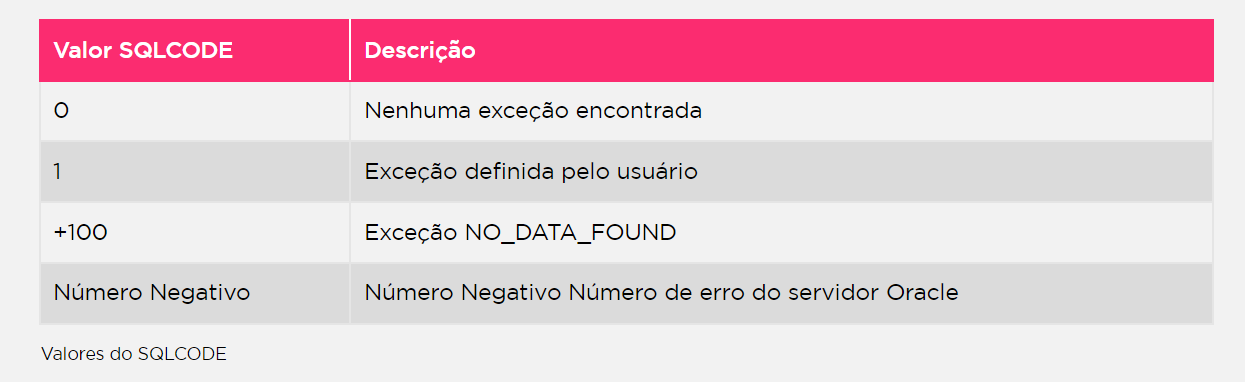 Valor SQLCODE Descrição
0 Nenhuma exceção encontrada
1 Exceção definida pelo usuário
+100 Exceção NO_DATA_FOUND
Número Negativo Número Negativo Número de erro do servidor Oracle
Valores do SQLCODE